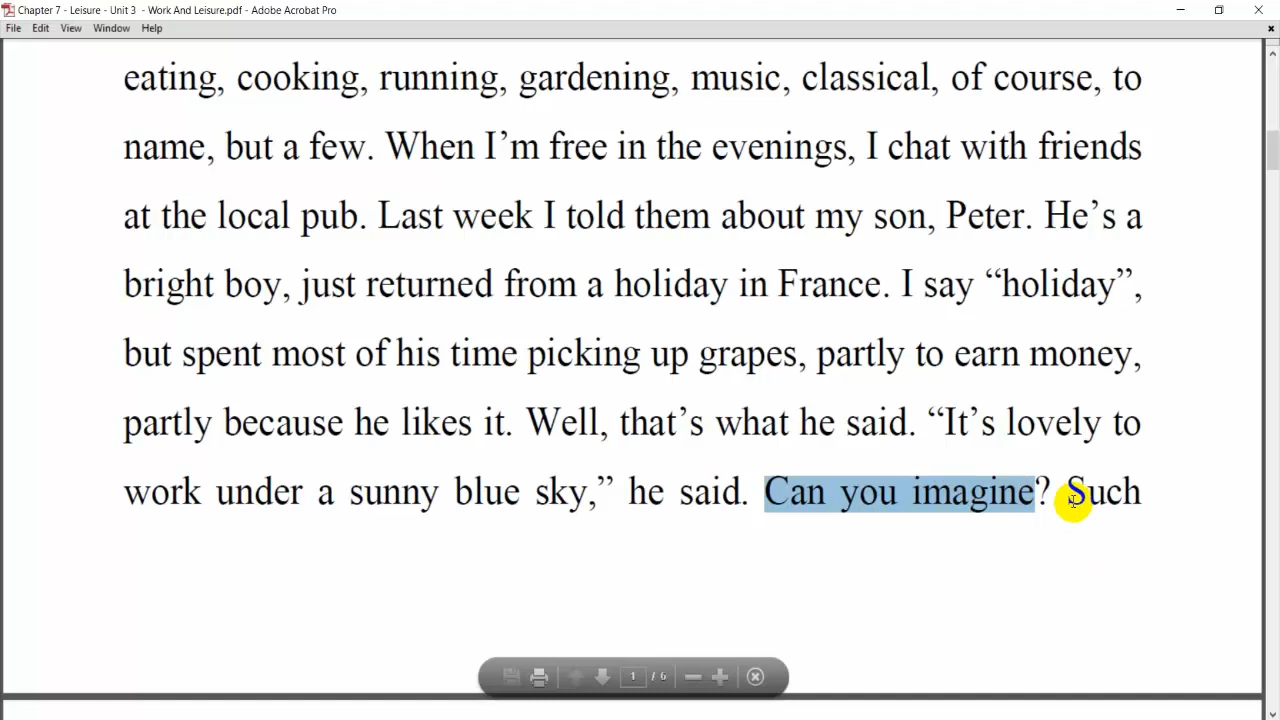 Chapter 7 - Leisure - Unit 3  - Work And Leisure.pdf - Adobe Acrobat Pro
File Edit View Window Help
eating, cooking, running, gardening, music, classical, of course, to
name, but a few. When I’m free in the evenings, I chat with friends
at the local pub. Last week I told them about my son, Peter. He’s a
bright boy, just returned from a holiday in France. I say “holiday”,
but spent most of his time picking up grapes, partly to earn money,
partly because he likes it. Well, that’s what he said. “It’s lovely to
work under a sunny blue sky,” he said. Can you imagine? Such
1 / 6